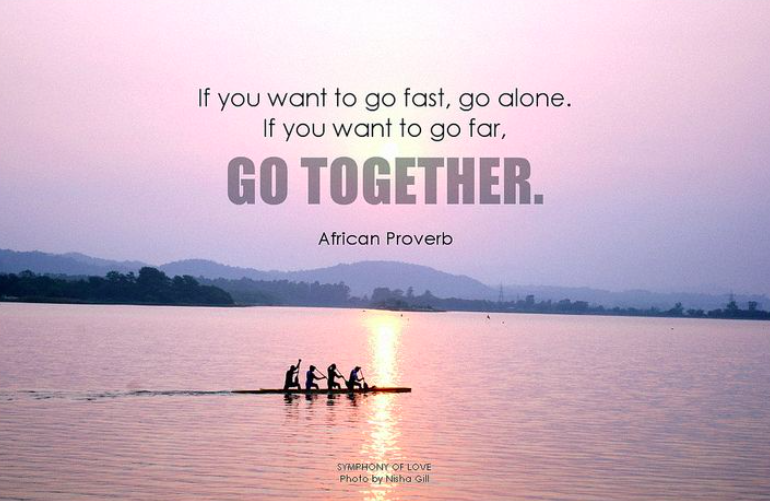 If you want to go fast, go alone.
If you want to go far,
GO TOGETHER.
African Proverb
SYMPHONY OF LOVE
Photo by Nisha Gill